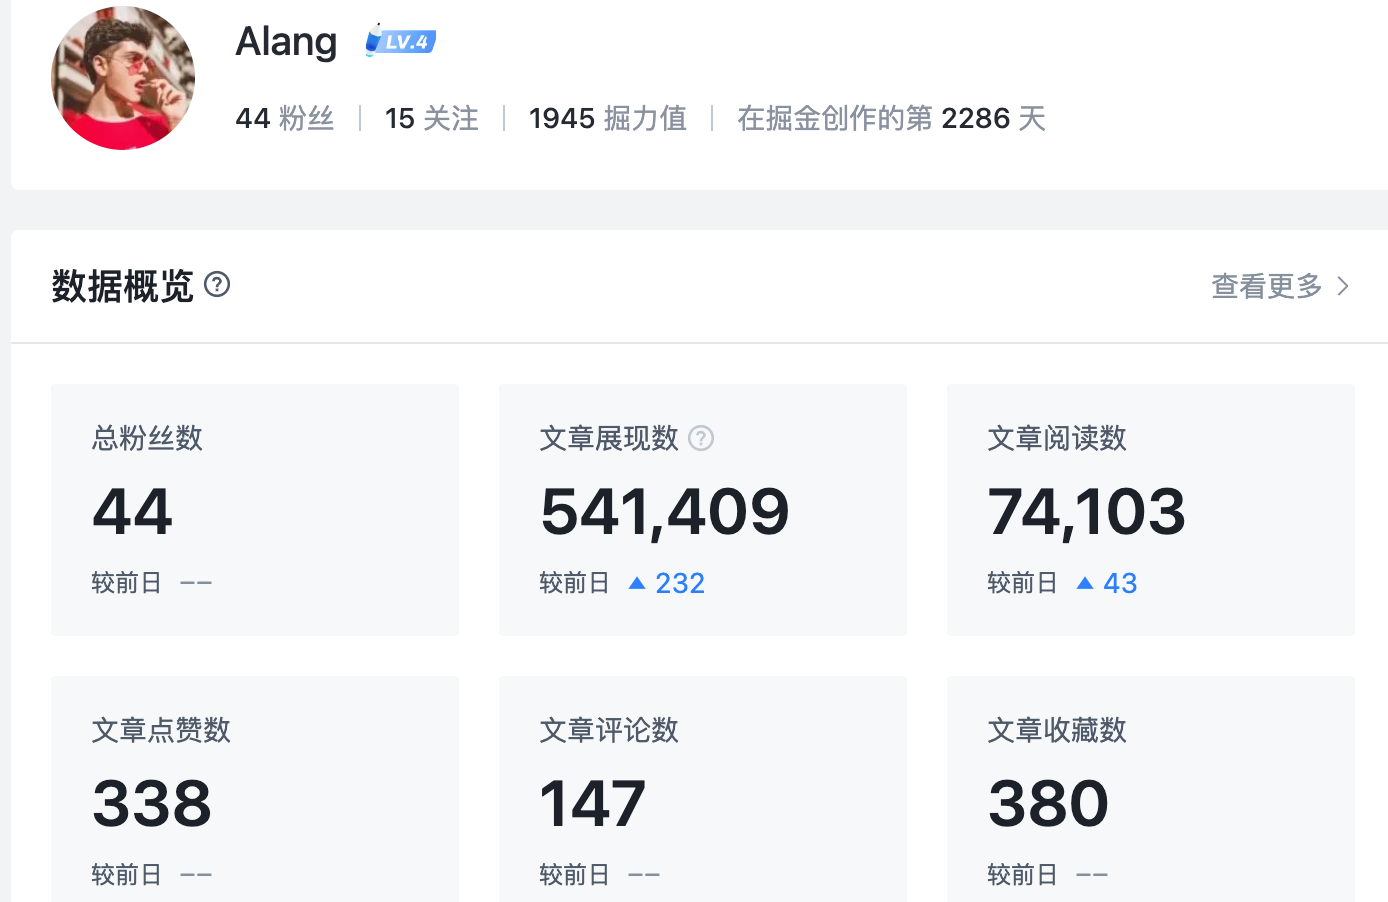 Alang LV.4
44 粉丝 | 15 关注 | 1945 掘力值 | 在掘金创作的第 2286 天
数据概览 ? 查看更多 >
总粉丝数 文章展现数 ? 文章阅读数
44 541,409 74,103
较前日 -- 较前日 ▲ 232 较前日 ▲ 43
文章点赞数 文章评论数 文章收藏数
338 147 380
较前日 -- 较前日 -- 较前日 --